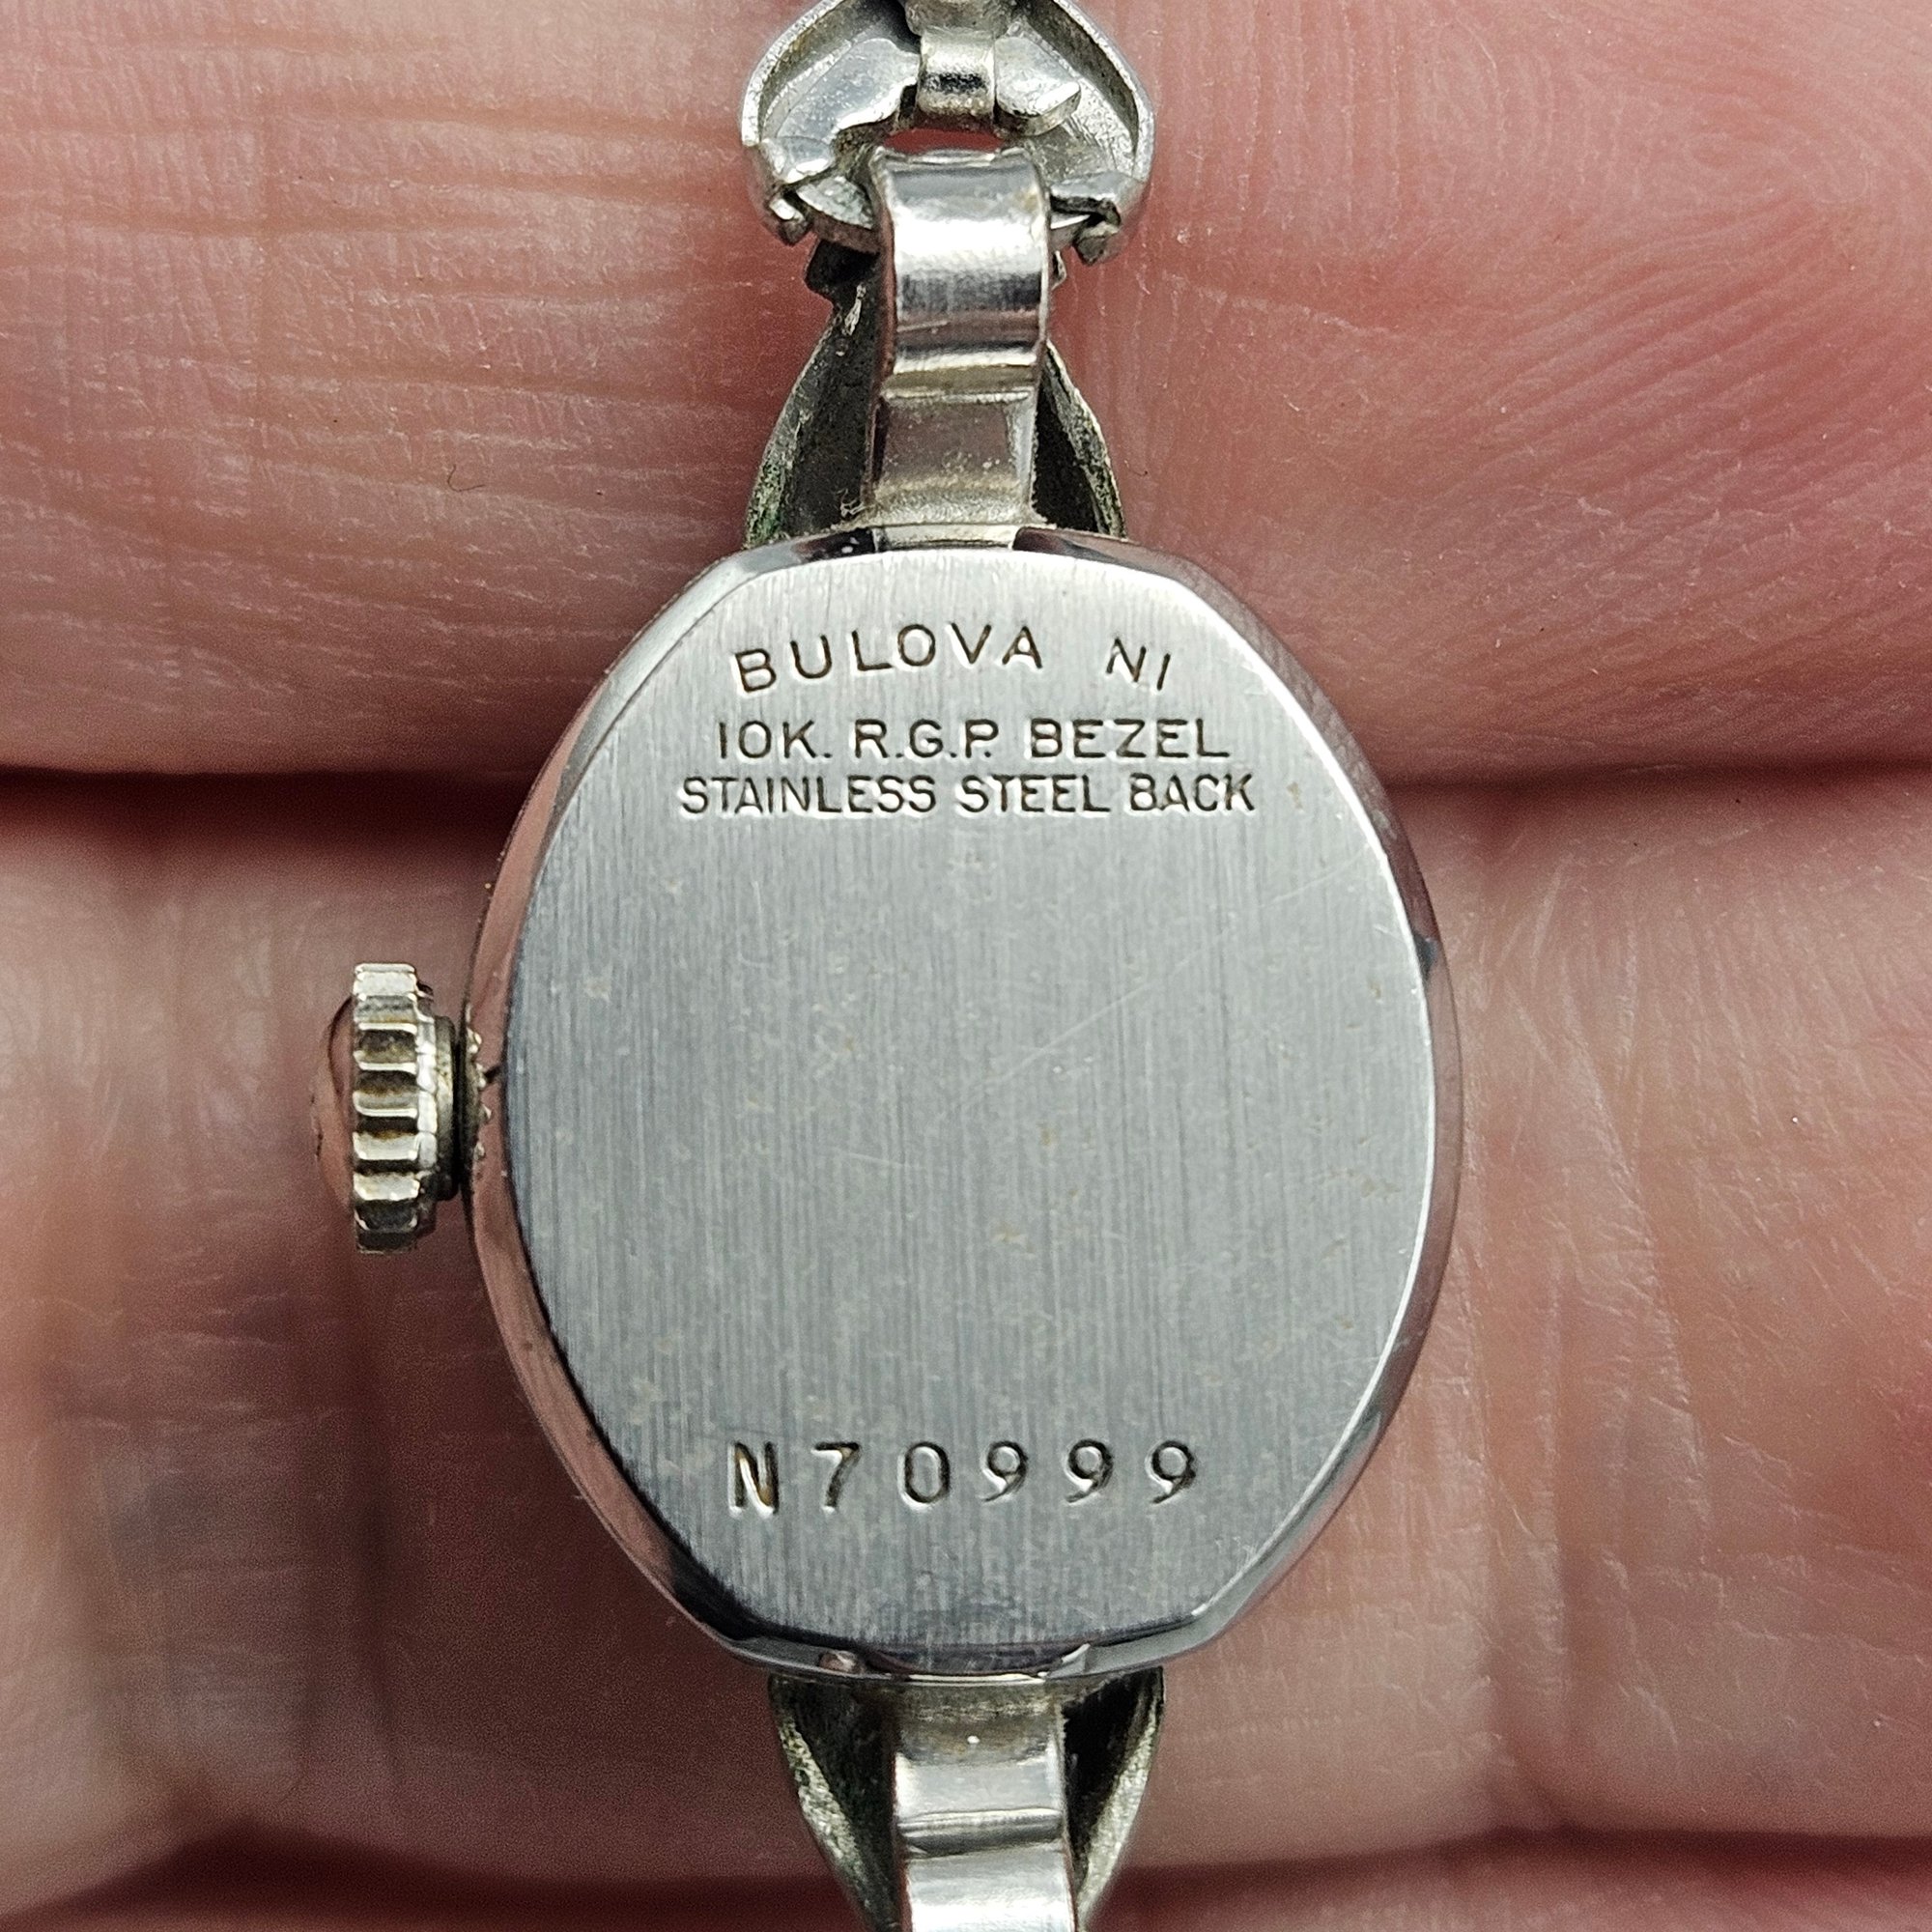 BULOVA N1
10K. R.G.P. BEZEL
STAINLESS STEEL BACK
N70999